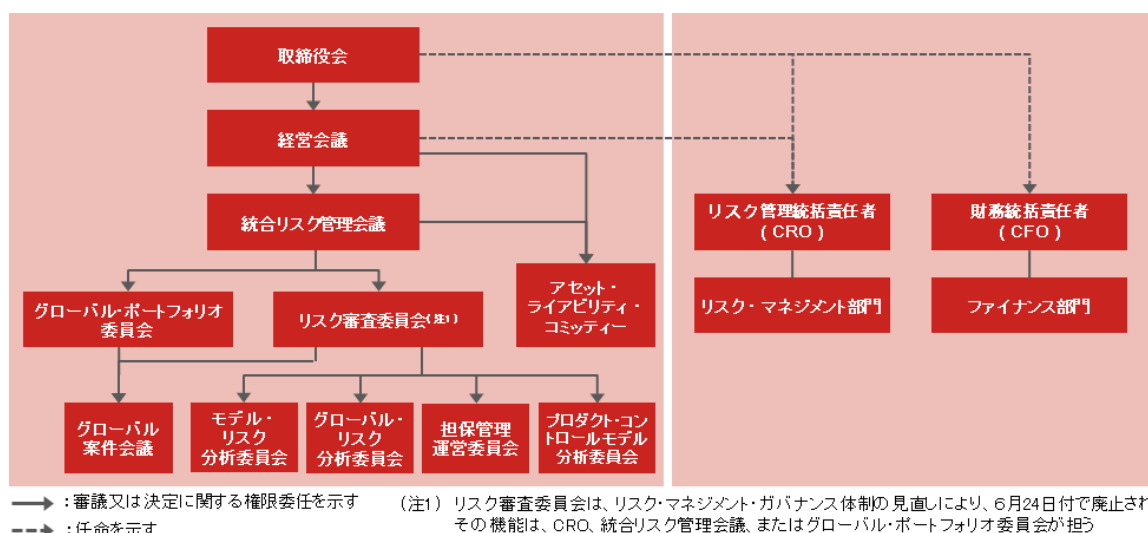 取締役会
経営会議
統合リスク管理会議
リスク管理統括責任者
(CRO)
財務統括責任者
(CFO)
グローバル・ポートフォリオ
委員会
リスク審査委員会(注1)
アセット・
ライアビリティ・
コミッティー
リスク・マネジメント部門
ファイナンス部門
グローバル
案件会議
モデル・
リスク
分析委員会
グローバル・
リスク
分析委員会
担保管理
運営委員会
プロダクト・コン
トロールモデル
分析委員会
:審議又は決定に関する権限委任を示す
:任命を示す
(注1) リスク審査委員会は、リスク・マネジメント・ガバナンス体制の見直しにより、6月24日付で廃止され
その機能は、CRO、統合リスク管理会議、またはグローバル・ポートフォリオ委員会が担う